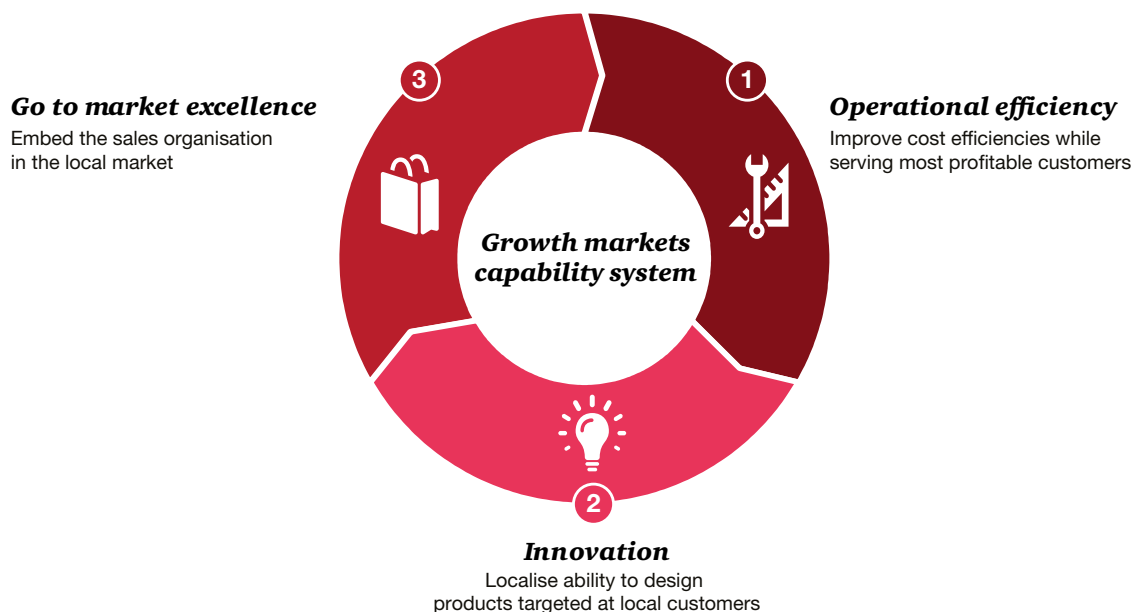 3
Go to market excellence
Embed the sales organisation
in the local market
1
Operational efficiency
Improve cost efficiencies while
serving most profitable customers
Growth markets
capability system
2
Innovation
Localise ability to design
products targeted at local customers